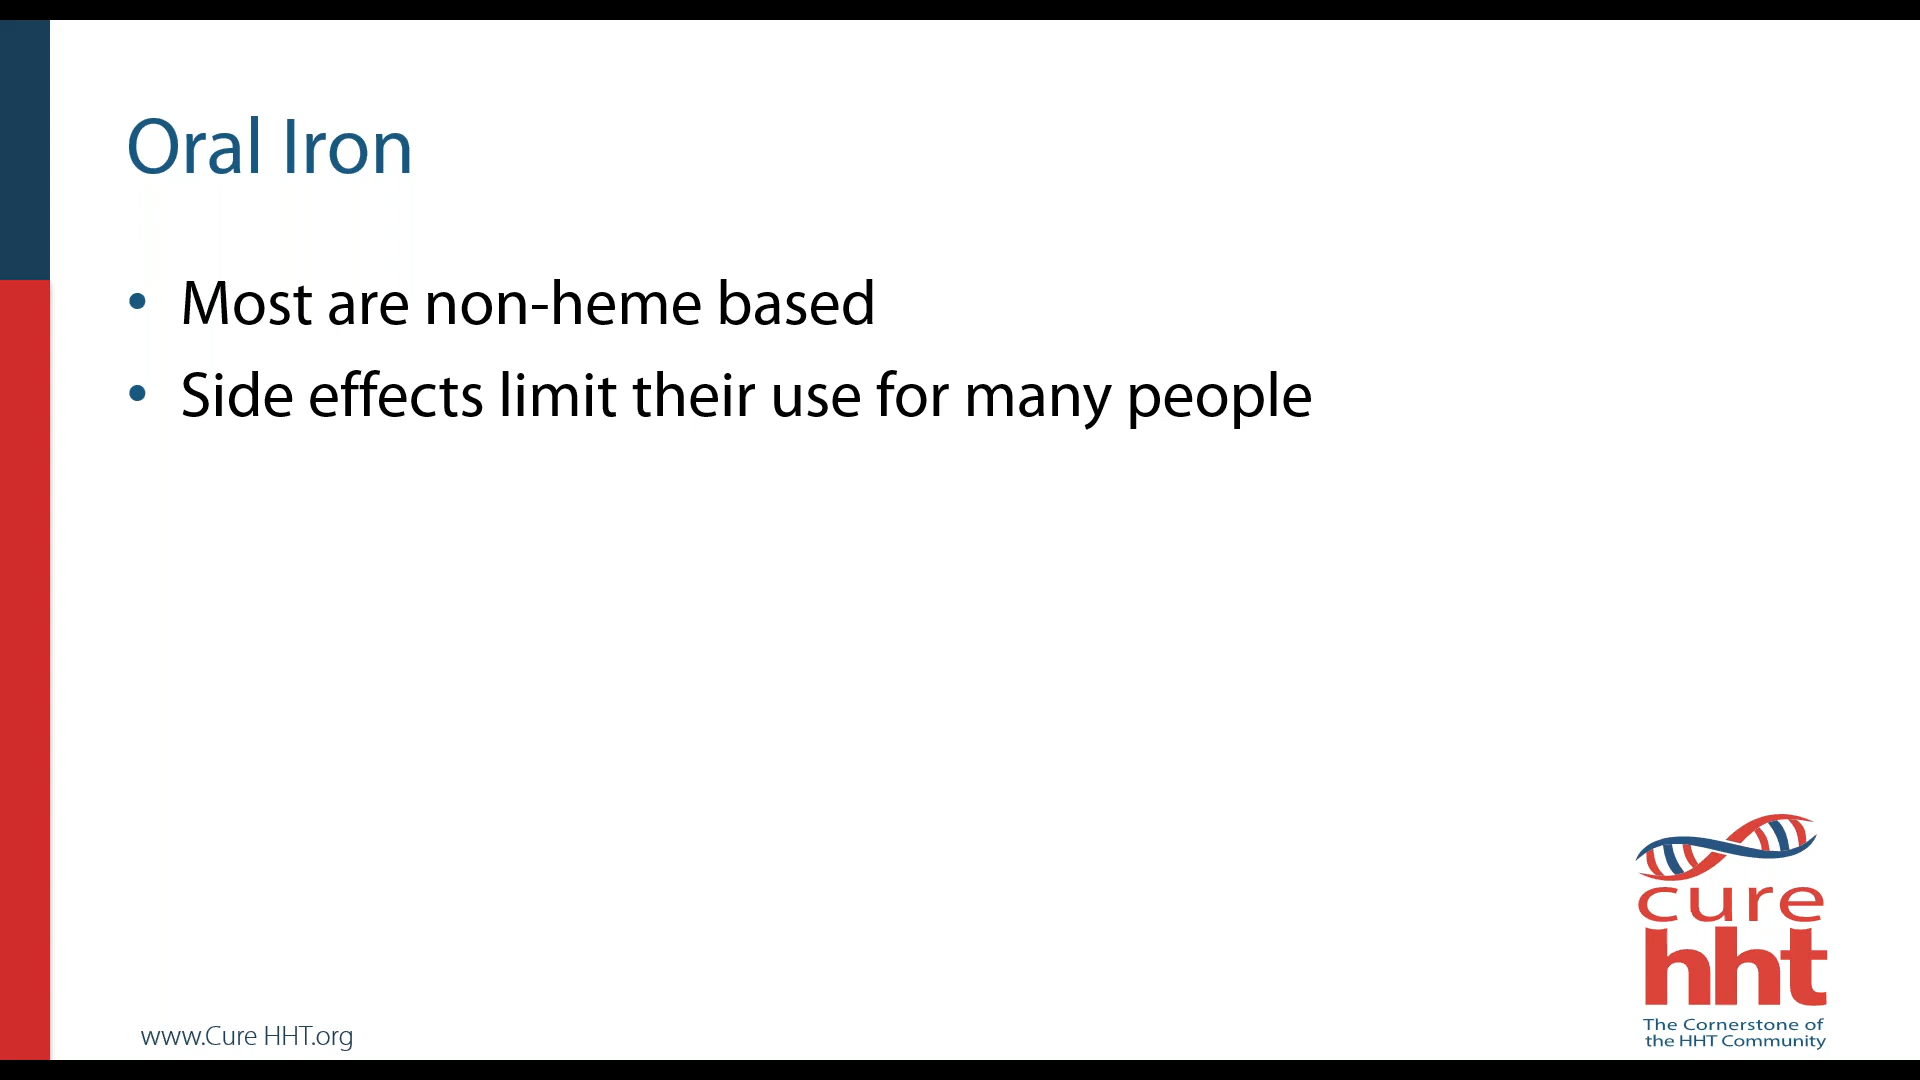 Oral Iron
• Most are non-heme based
• Side effects limit their use for many people
cure
hht
The Cornerstone of
the HHT Community
www.Cure HHT.org